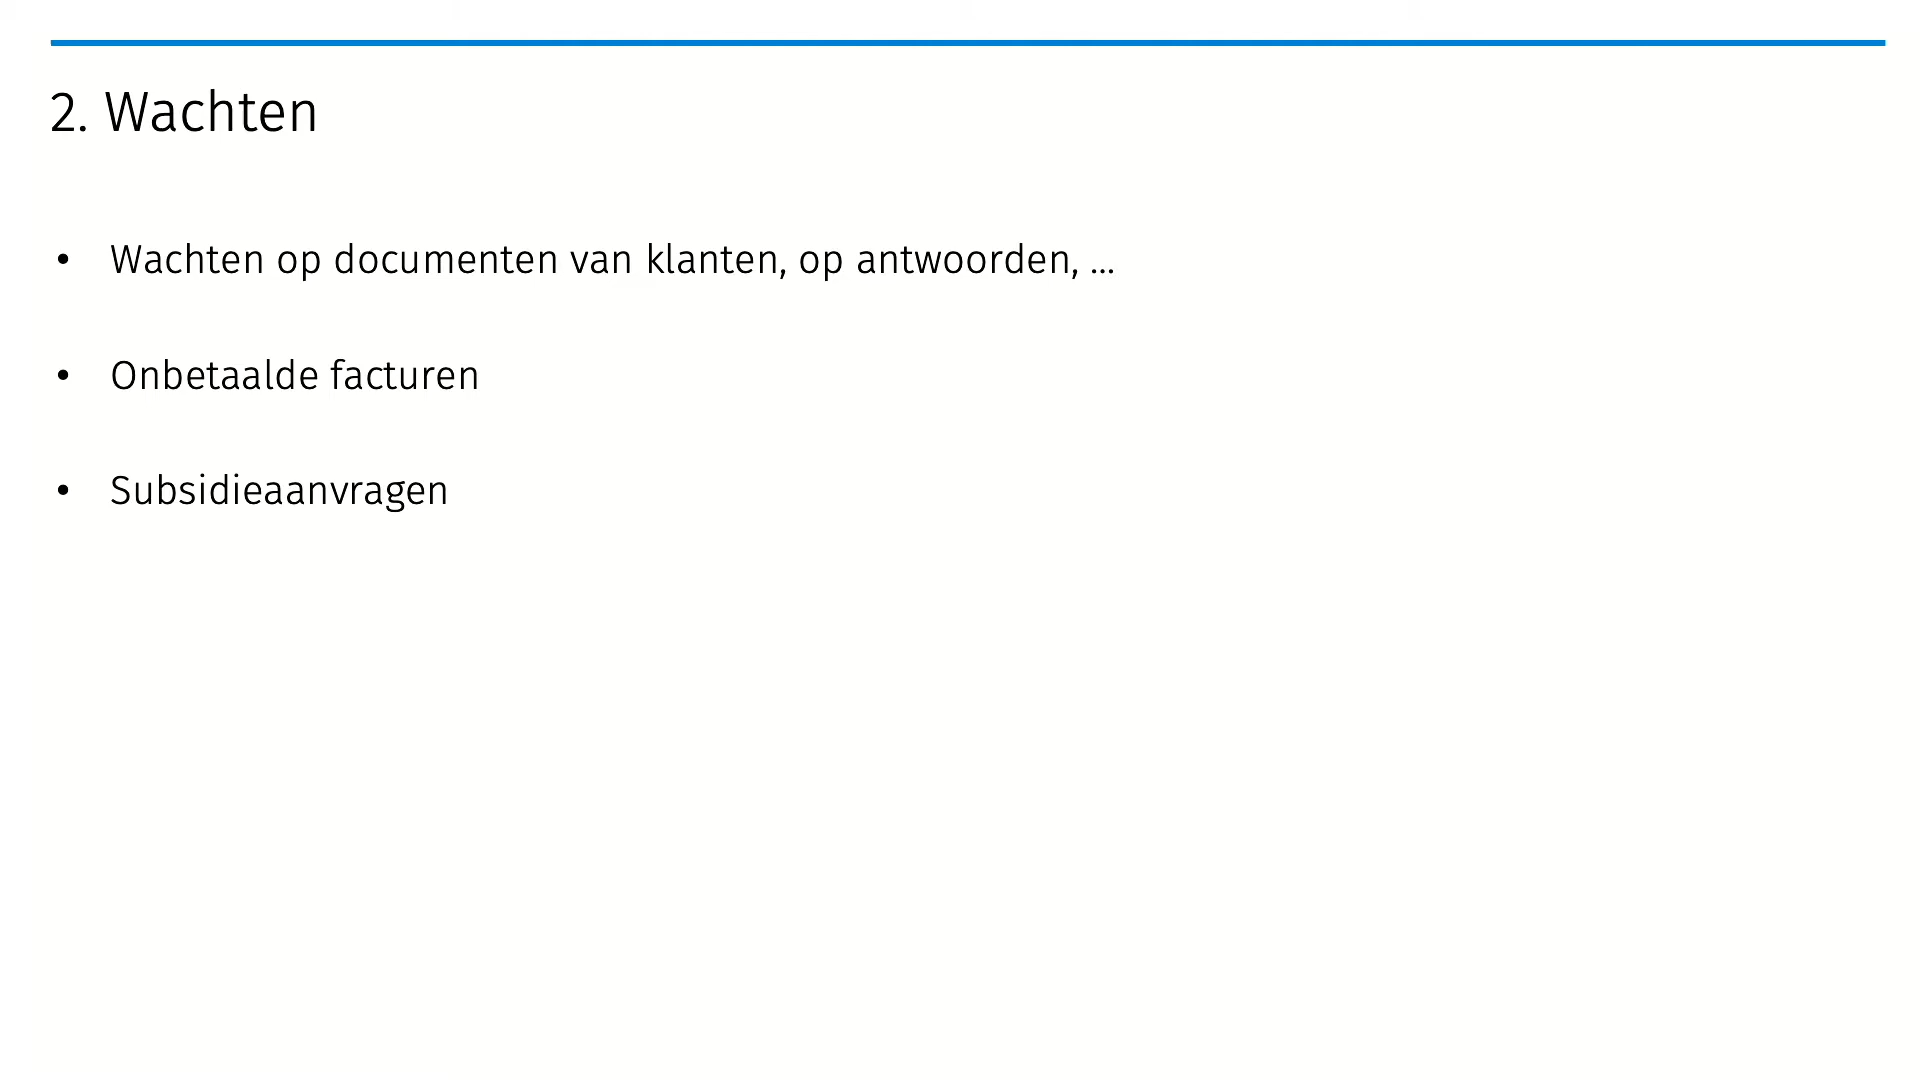 2. Wachten
• Wachten op documenten van klanten, op antwoorden, ...
• Onbetaalde facturen
• Subsidieaanvragen